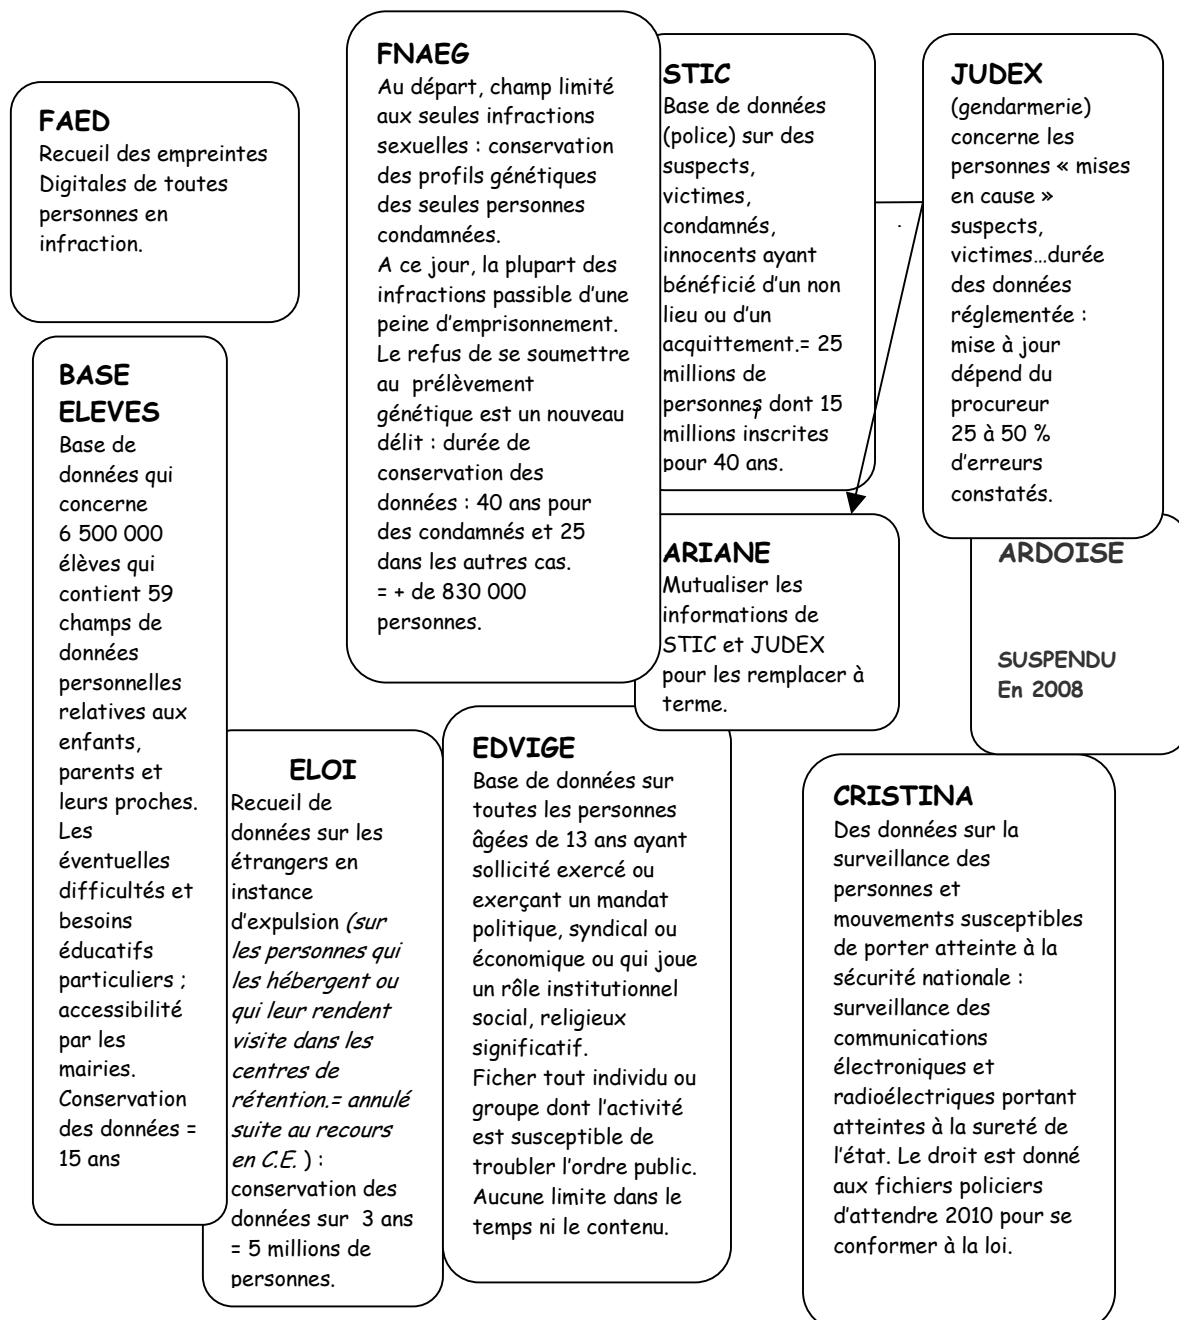 FAED
Recueil des empreintes
Digitales de toutes
personnes en
infraction.
FNAEG
Au départ, champ limité
aux seules infractions
sexuelles : conservation
des profils génétiques
des seules personnes
condamnées.
A ce jour, la plupart des
infractions passible d'une
peine d'emprisonnement.
Le refus de se soumettre
au prélèvement
génétique est un nouveau
délit : durée de
conservation des
données : 40 ans pour
des condamnés et 25
dans les autres cas.
= + de 830 000
personnes.
STIC
Base de données
(police) sur des
suspects,
victimes,
condamnés,
innocents ayant
bénéficié d'un non
lieu ou d'un
acquittement.= 25
millions de
personnes dont 15
millions inscrites
pour 40 ans.
JUDEX
(gendarmerie)
concerne les
personnes « mises
en cause »
suspects,
victimes…durée
des données
réglementée :
mise à jour
dépend du
procureur
25 à 50 %
d'erreurs
constatés.
BASE
ELEVES
Base de
données qui
concerne
6 500 000
élèves qui
contient 59
champs de
données
personnelles
relatives aux
enfants,
parents et
leurs proches.
Les
éventuelles
difficultés et
besoins
éducatifs
particuliers ;
accessibilité
par les
mairies.
Conservation
des données =
15 ans
ARIANE
Mutualiser les
informations de
STIC et JUDEX
pour les remplacer à
terme.
ARDOISE
SUSPENDU
En 2008
ELOI
Recueil de
données sur les
étrangers en
instance
d'expulsion (sur
les personnes qui
les hébergent ou
qui leur rendent
visite dans les
centres de
rétention.= annulé
suite au recours
en C.E. ) :
conservation des
données sur 3 ans
= 5 millions de
personnes.
EDVIGE
Base de données sur
toutes les personnes
âgées de 13 ans ayant
sollicité exercé ou
exerçant un mandat
politique, syndical ou
économique ou qui joue
un rôle institutionnel
social, religieux
significatif.
Ficher tout individu ou
groupe dont l'activité
est susceptible de
troubler l'ordre public.
Aucune limite dans le
temps ni le contenu.
CRISTINA
Des données sur la
surveillance des
personnes et
mouvements susceptibles
de porter atteinte à la
sécurité nationale :
surveillance des
communications
électroniques et
radioélectriques portant
atteintes à la sureté de
l'état. Le droit est donné
aux fichiers policiers
d'attendre 2010 pour se
conformer à la loi.